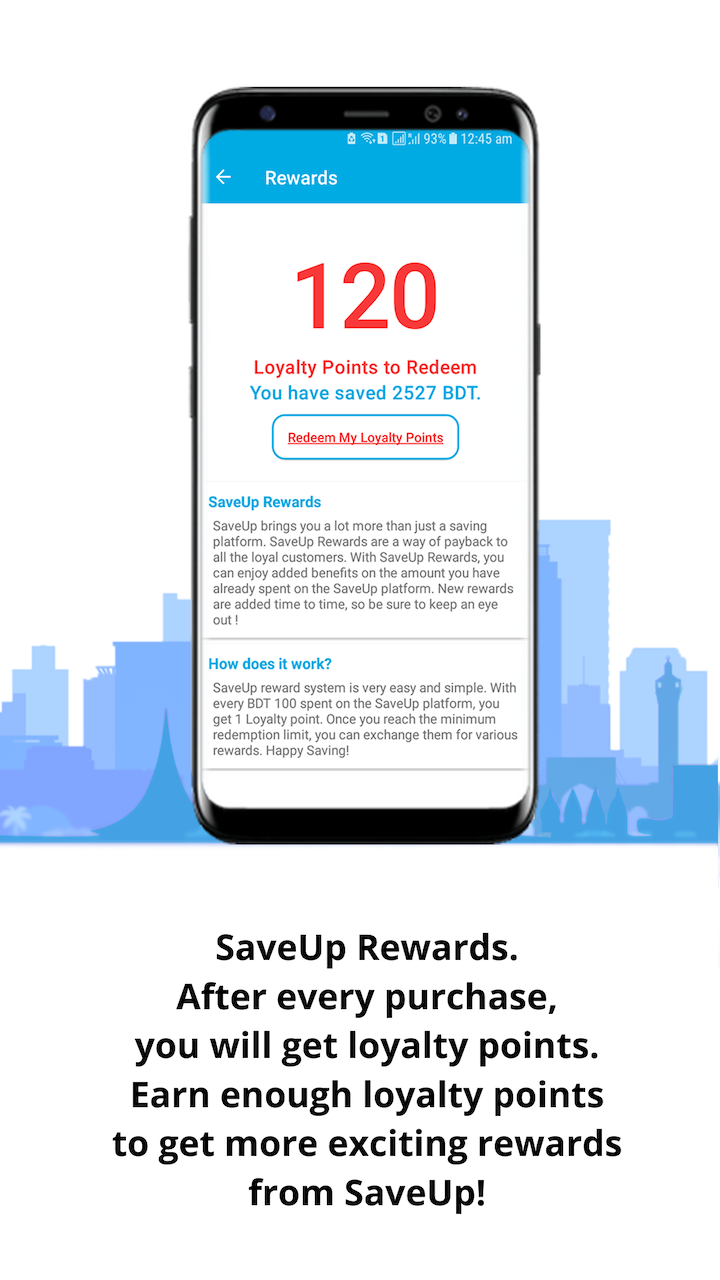 93% 12:45 am
Rewards
120
Loyalty Points to Redeem
You have saved 2527 BDT.
Redeem My Loyalty Points
SaveUp Rewards
SaveUp brings you a lot more than just a saving
platform. SaveUp Rewards are a way of payback to
all the loyal customers. With SaveUp Rewards, you
can enjoy added benefits on the amount you have
already spent on the SaveUp platform. New rewards
are added time to time, so be sure to keep an eye
out !
How does it work?
SaveUp reward system is very easy and simple. With
every BDT 100 spent on the SaveUp platform, you
get 1 Loyalty point. Once you reach the minimum
redemption limit, you can exchange them for various
rewards. Happy Saving!
SaveUp Rewards.
After every purchase,
you will get loyalty points.
Earn enough loyalty points
to get more exciting rewards
from SaveUp!